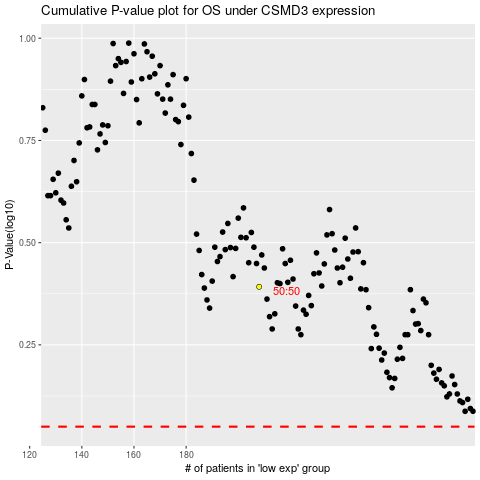 Cumulative P-value plot for OS under CSMD3 expression
P-Value(log10)
1.00
0.75
0.50
0.25
50:50
120 140 160 180
# of patients in 'low exp' group